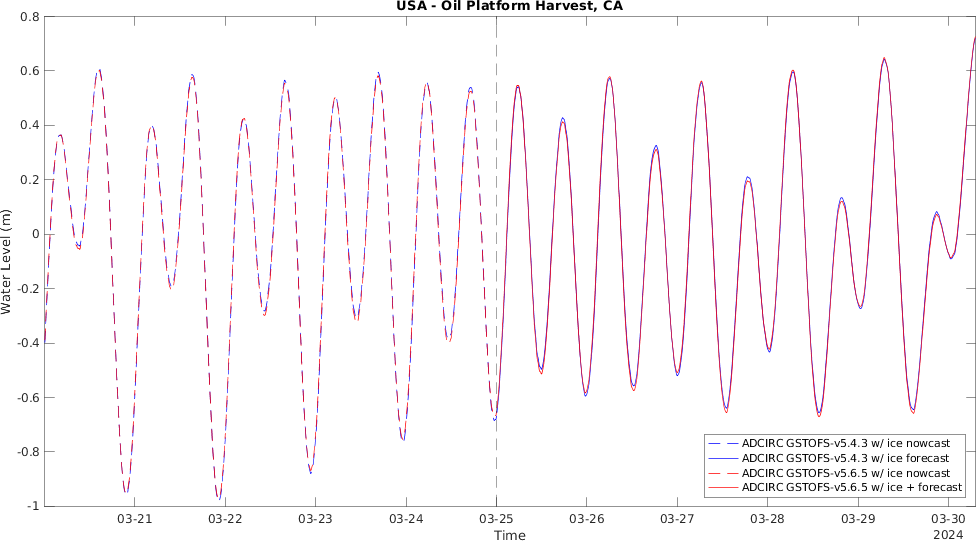 USA - Oil Platform Harvest, CA
0.8
0.6
0.4
0.2
0
-0.2
-0.4
-0.6
-0.8
-1
Water Level (m)
ADCIRC GSTOFS-v5.4.3 w/ ice nowcast
ADCIRC GSTOFS-v5.4.3 w/ ice forecast
ADCIRC GSTOFS-v5.6.5 w/ ice nowcast
ADCIRC GSTOFS-v5.6.5 w/ ice + forecast
03-21 03-22 03-23 03-24 03-25 03-26 03-27 03-28 03-29 03-30
Time 2024